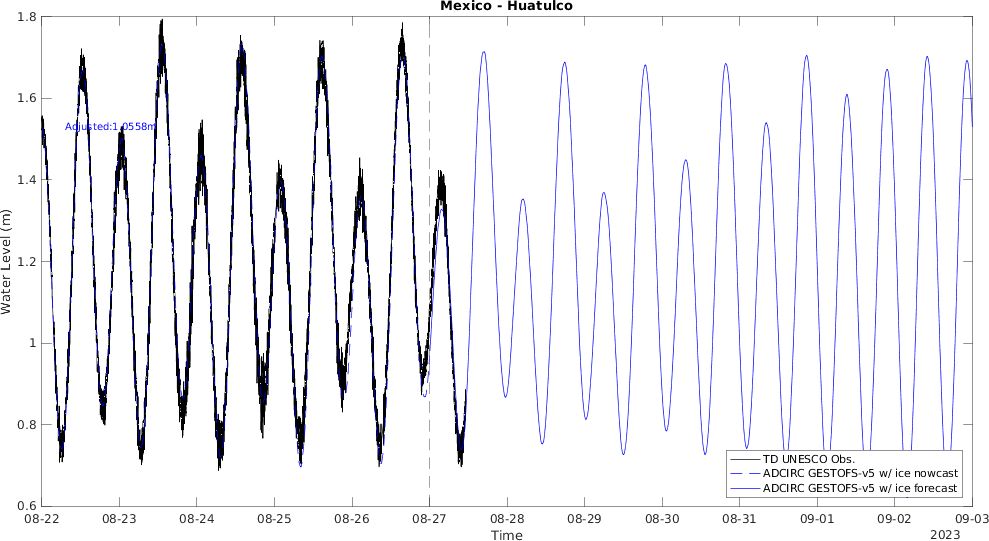 Mexico - Huatulco
Water Level (m)
1.8
1.6
1.4
1.2
1
0.8
0.6
Adjusted:1.0558m
TD UNESCO Obs.
ADCIRC GESTOFS-v5 w/ ice nowcast
ADCIRC GESTOFS-v5 w/ ice forecast
08-22 08-23 08-24 08-25 08-26 08-27 08-28 08-29 08-30 08-31 09-01 09-02 09-03
Time
2023